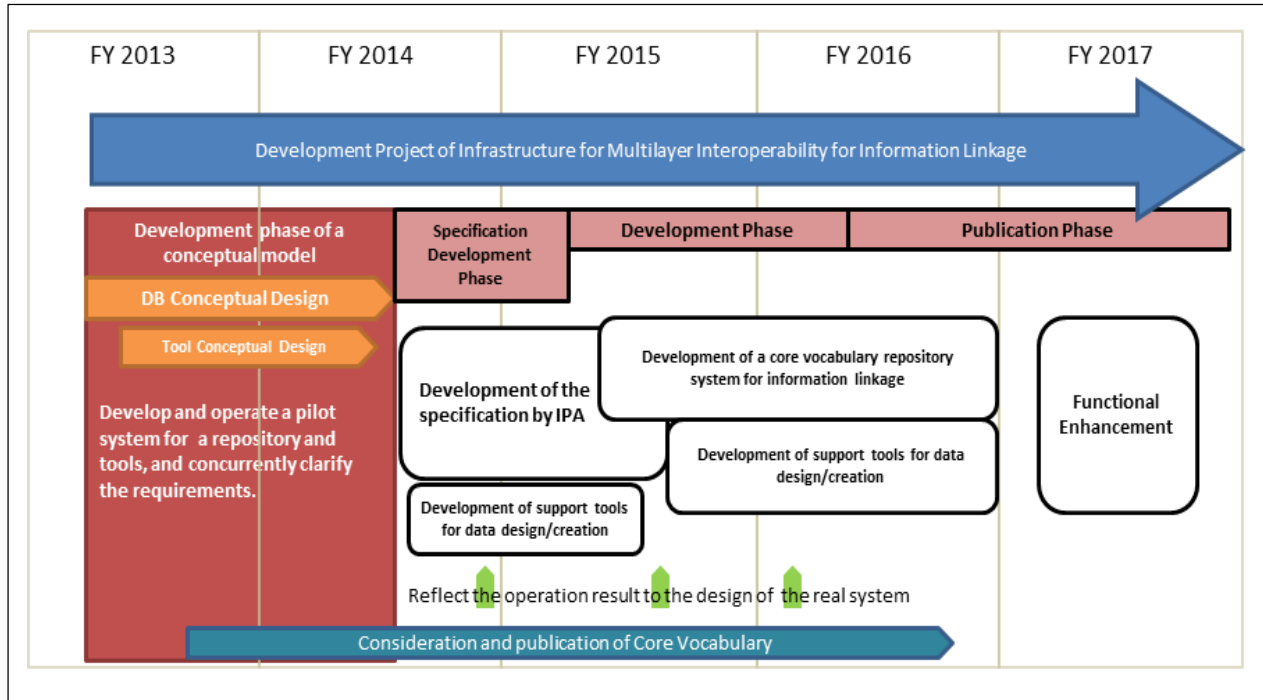 FY 2013
FY 2014
FY 2015
FY 2016
FY 2017
Development Project of Infrastructure for Multilayer Interoperability for Information Linkage
Development phase of a
conceptual model
Specification
Development
Phase
Development Phase
Publication Phase
DB Conceptual Design
Tool Conceptual Design
Develop and operate a pilot
system for a repository and
tools, and concurrently clarify
the requirements.
Development of the
specification by IPA
Development of a core vocabulary repository
system for information linkage
Development of support tools for data
design/creation
Functional
Enhancement
Development of support tools
for data design/creation
Reflect the operation result to the design of the real system
Consideration and publication of Core Vocabulary